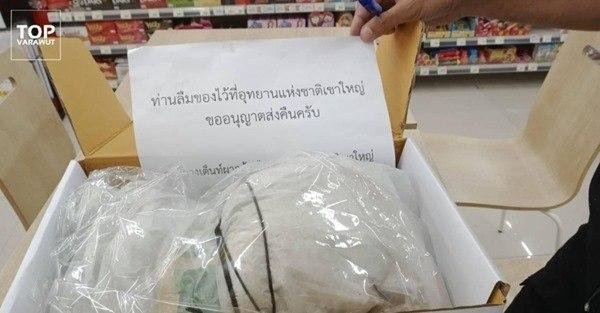 TOP
VARAWUT
ท่านลืมของไว้ที่อุทยานแห่งชาติเขาใหญ่
ขออนุญาตส่งคืนครับ